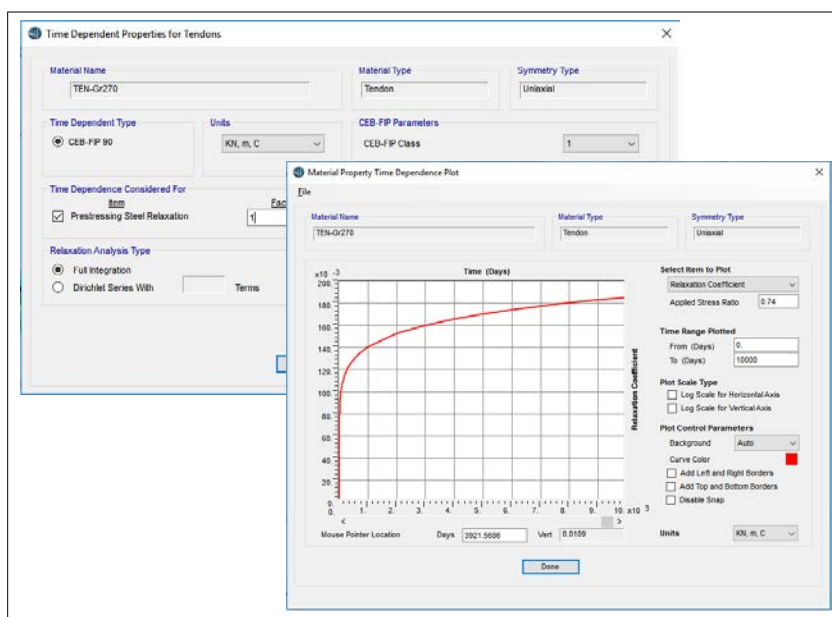 Time Dependent Properties for Tendons
Material Name
TEN-Gr270
Material Type
Tendon
Symmetry Type
Uniaxial
Time Dependent Type
CEB-FIP 90
Units
KN, m, C
CEB-FIP Parameters
CEB-FIP Class
1
Time Dependence Considered For
Item
Prestressing Steel Relaxation
1
Relaxation Analysis Type
Full Integration
Dirichlet Series With
Terms
Material Property Time Dependence Plot
File
Material Name
TEN-Gr270
Material Type
Tendon
Symmetry Type
Uniaxial
x10 -3
Time (Days)
200.
180.
160.
140.
120.
100.
80.
60.
40.
20.
0.
0. 1. 2. 3. 4. 5. 6. 7. 8. 9. 10. x10 3
Relaxation Coefficient
< >
Mouse Pointer Location
Days
3921.5686
Vert
0.0109
Select Item to Plot
Relaxation Coefficient
Applied Stress Ratio
0.74
Time Range Plotted
From (Days)
0.
To (Days)
10000
Plot Scale Type
Log Scale for Horizontal Axis
Log Scale for Vertical Axis
Plot Control Parameters
Background
Auto
Curve Color
Add Left and Right Borders
Add Top and Bottom Borders
Disable Snap
Units
KN, m, C
Done